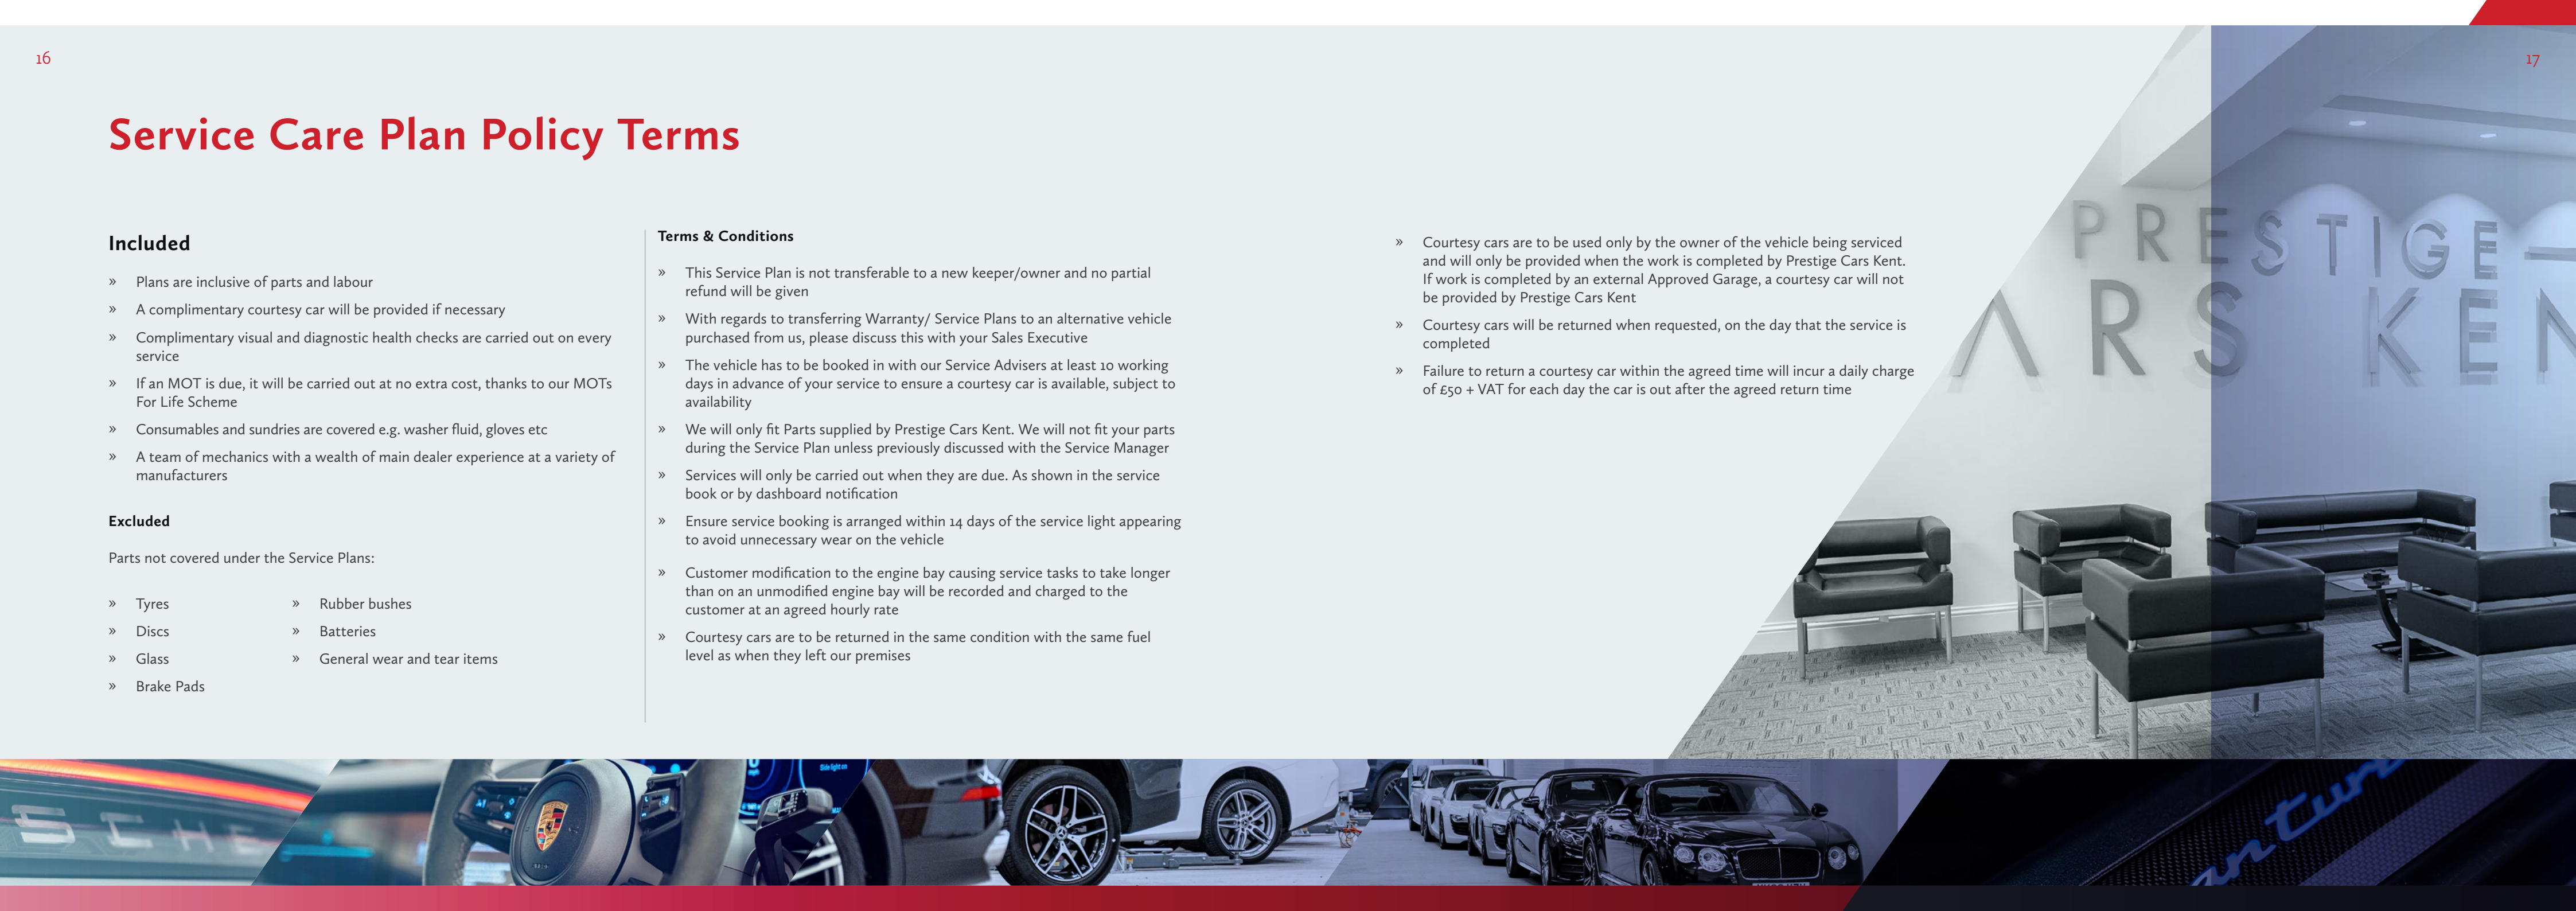 16
17
Service Care Plan Policy Terms
Included
» Plans are inclusive of parts and labour
» A complimentary courtesy car will be provided if necessary
» Complimentary visual and diagnostic health checks are carried out on every
service
» If an MOT is due, it will be carried out at no extra cost, thanks to our MOTs
For Life Scheme
» Consumables and sundries are covered e.g. washer fluid, gloves etc
» A team of mechanics with a wealth of main dealer experience at a variety of
manufacturers
Excluded
Parts not covered under the Service Plans:
» Tyres
» Discs
» Glass
» Brake Pads
» Rubber bushes
» Batteries
» General wear and tear items
Terms & Conditions
» This Service Plan is not transferable to a new keeper/owner and no partial
refund will be given
» With regards to transferring Warranty/ Service Plans to an alternative vehicle
purchased from us, please discuss this with your Sales Executive
» The vehicle has to be booked in with our Service Advisers at least 10 working
days in advance of your service to ensure a courtesy car is available, subject to
availability
» We will only fit Parts supplied by Prestige Cars Kent. We will not fit your parts
during the Service Plan unless previously discussed with the Service Manager
» Services will only be carried out when they are due. As shown in the service
book or by dashboard notification
» Ensure service booking is arranged within 14 days of the service light appearing
to avoid unnecessary wear on the vehicle
» Customer modification to the engine bay causing service tasks to take longer
than on an unmodified engine bay will be recorded and charged to the
customer at an agreed hourly rate
» Courtesy cars are to be returned in the same condition with the same fuel
level as when they left our premises
» Courtesy cars are to be used only by the owner of the vehicle being serviced
and will only be provided when the work is completed by Prestige Cars Kent.
If work is completed by an external Approved Garage, a courtesy car will not
be provided by Prestige Cars Kent
» Courtesy cars will be returned when requested, on the day that the service is
completed
» Failure to return a courtesy car within the agreed time will incur a daily charge
of £50 + VAT for each day the car is out after the agreed return time
PRESTIGE
ARS KEN
SCHE
Side light on
an tur